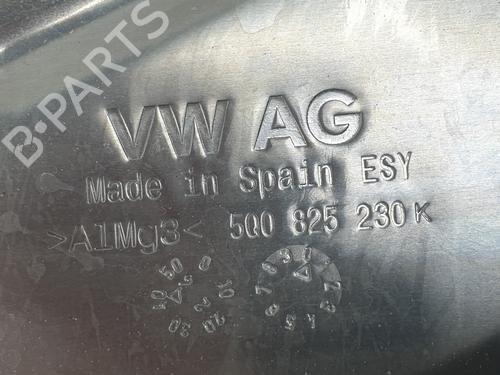 B-PARTS
VW AG
Made in Spain ESY
>AlMg3< 5Q0 825 230 K